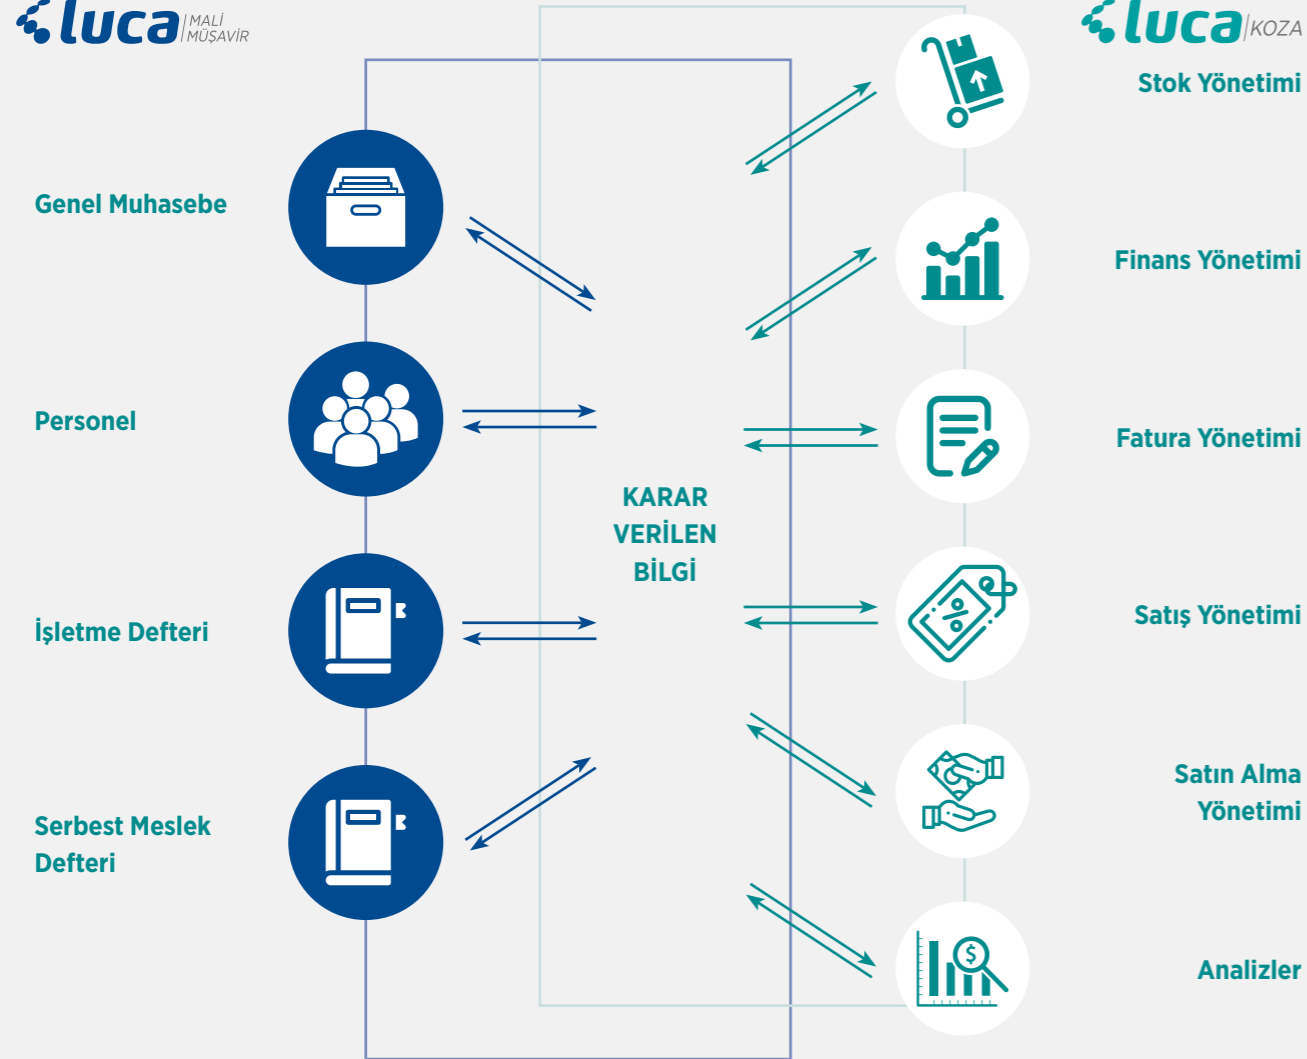 luca MALİ
MÜŞAVİR
luca KOZA
Genel Muhasebe
Personel
İşletme Defteri
Serbest Meslek
Defteri
KARAR
VERİLEN
BİLGİ
Stok Yönetimi
Finans Yönetimi
Fatura Yönetimi
Satış Yönetimi
Satın Alma
Yönetimi
Analizler